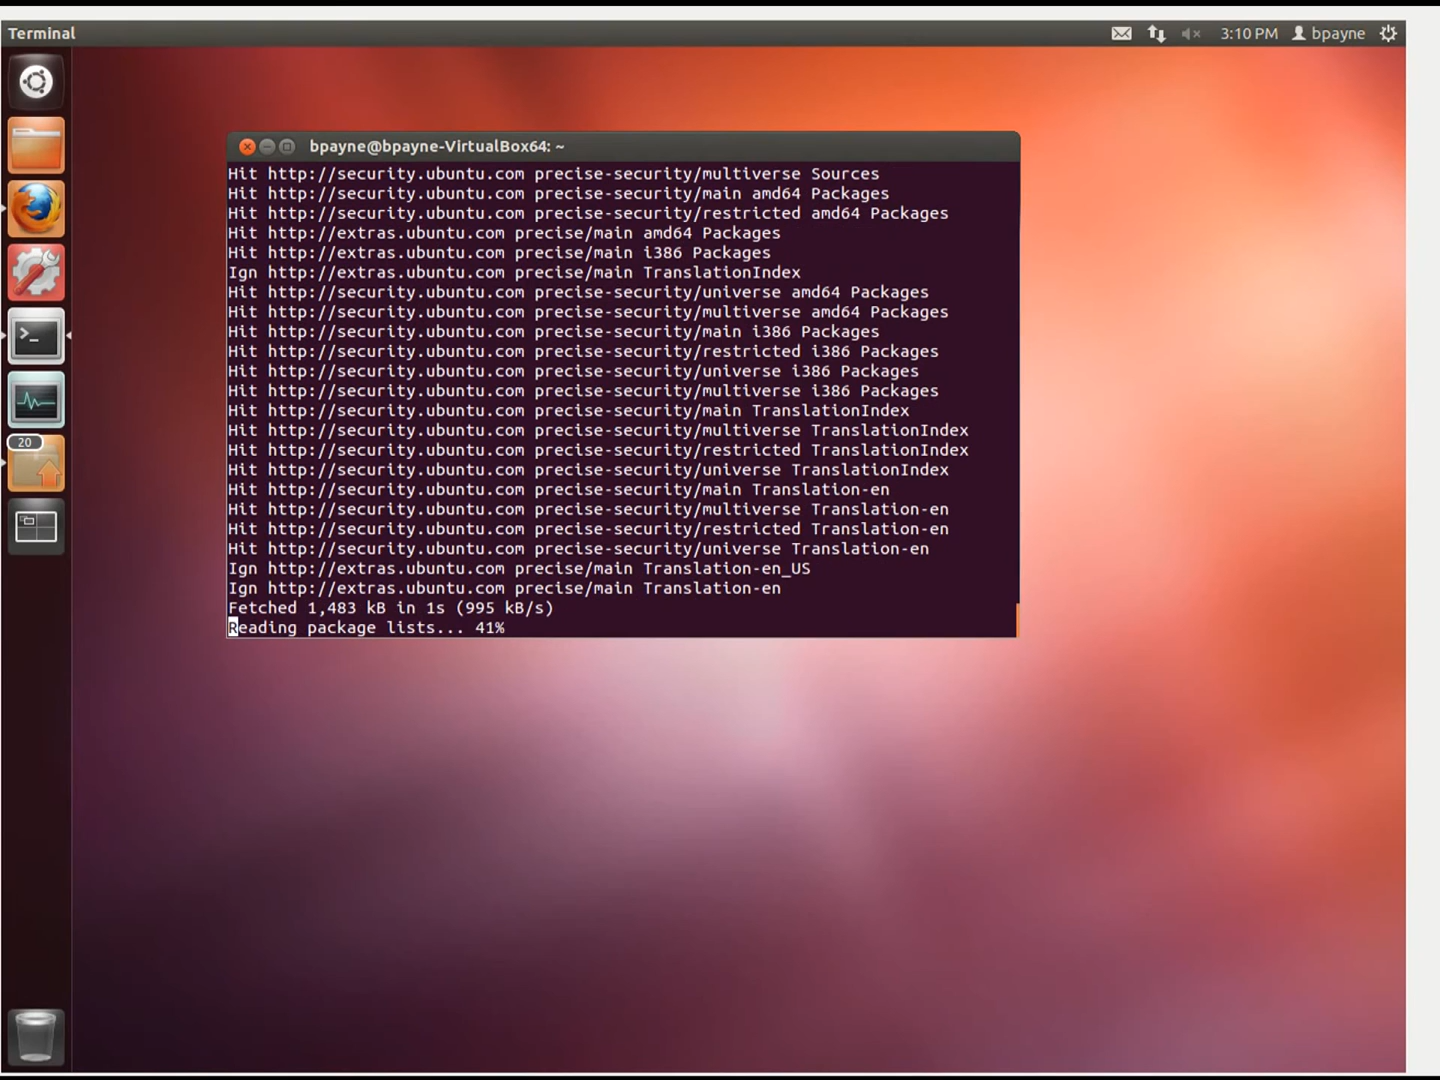 Terminal
3:10 PM
bpayne
bpayne@bpayne-VirtualBox64: ~
Hit http://security.ubuntu.com precise-security/multiverse Sources
Hit http://security.ubuntu.com precise-security/main amd64 Packages
Hit http://security.ubuntu.com precise-security/restricted amd64 Packages
Hit http://extras.ubuntu.com precise/main amd64 Packages
Hit http://extras.ubuntu.com precise/main i386 Packages
Ign http://extras.ubuntu.com precise/main TranslationIndex
Hit http://security.ubuntu.com precise-security/universe amd64 Packages
Hit http://security.ubuntu.com precise-security/multiverse amd64 Packages
Hit http://security.ubuntu.com precise-security/main i386 Packages
Hit http://security.ubuntu.com precise-security/restricted i386 Packages
Hit http://security.ubuntu.com precise-security/universe i386 Packages
Hit http://security.ubuntu.com precise-security/multiverse i386 Packages
Hit http://security.ubuntu.com precise-security/main TranslationIndex
Hit http://security.ubuntu.com precise-security/multiverse TranslationIndex
Hit http://security.ubuntu.com precise-security/restricted TranslationIndex
Hit http://security.ubuntu.com precise-security/universe TranslationIndex
Hit http://security.ubuntu.com precise-security/main Translation-en
Hit http://security.ubuntu.com precise-security/multiverse Translation-en
Hit http://security.ubuntu.com precise-security/restricted Translation-en
Hit http://security.ubuntu.com precise-security/universe Translation-en
Ign http://extras.ubuntu.com precise/main Translation-en_US
Ign http://extras.ubuntu.com precise/main Translation-en
Fetched 1,483 kB in 1s (995 kB/s)
Reading package lists... 41%
>_
20